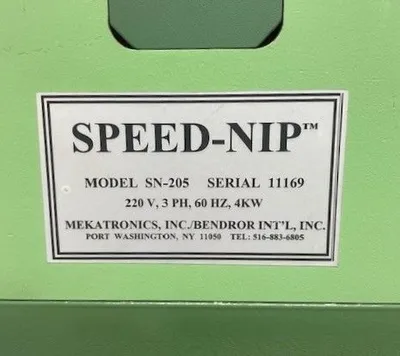 SPEED-NIP™
MODEL SN-205 SERIAL 11169
220 V, 3 PH, 60 HZ, 4KW
MEKATRONICS, INC./BENDROR INT'L, INC.
PORT WASHINGTON, NY 11050 TEL: 516-883-6805